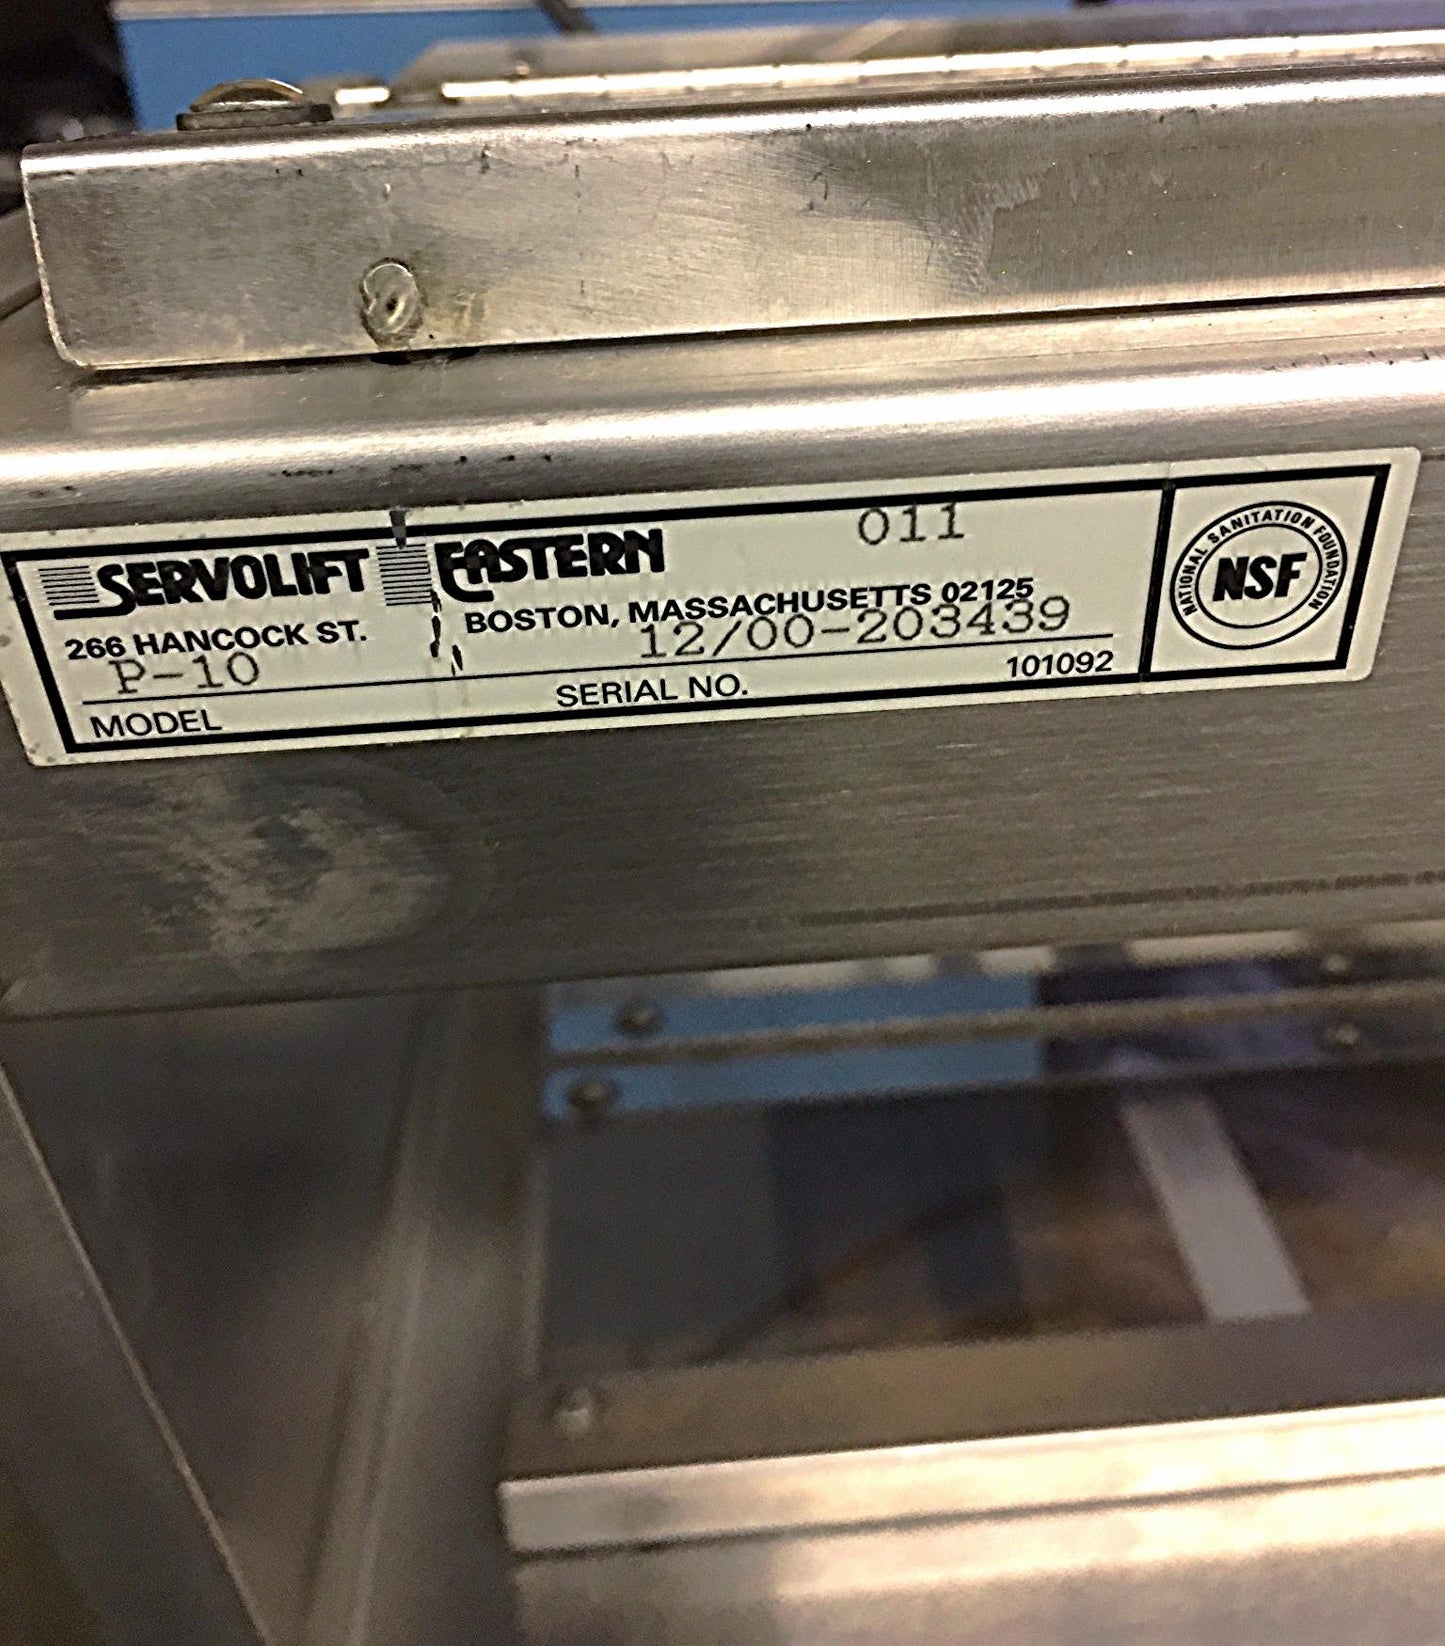 SERVOLIFT EASTERN 011
266 HANCOCK ST. BOSTON, MASSACHUSETTS 02125
P-10 12/00-203439
MODEL SERIAL NO. 101092
NATIONAL SANITATION FOUNDATION
NSF